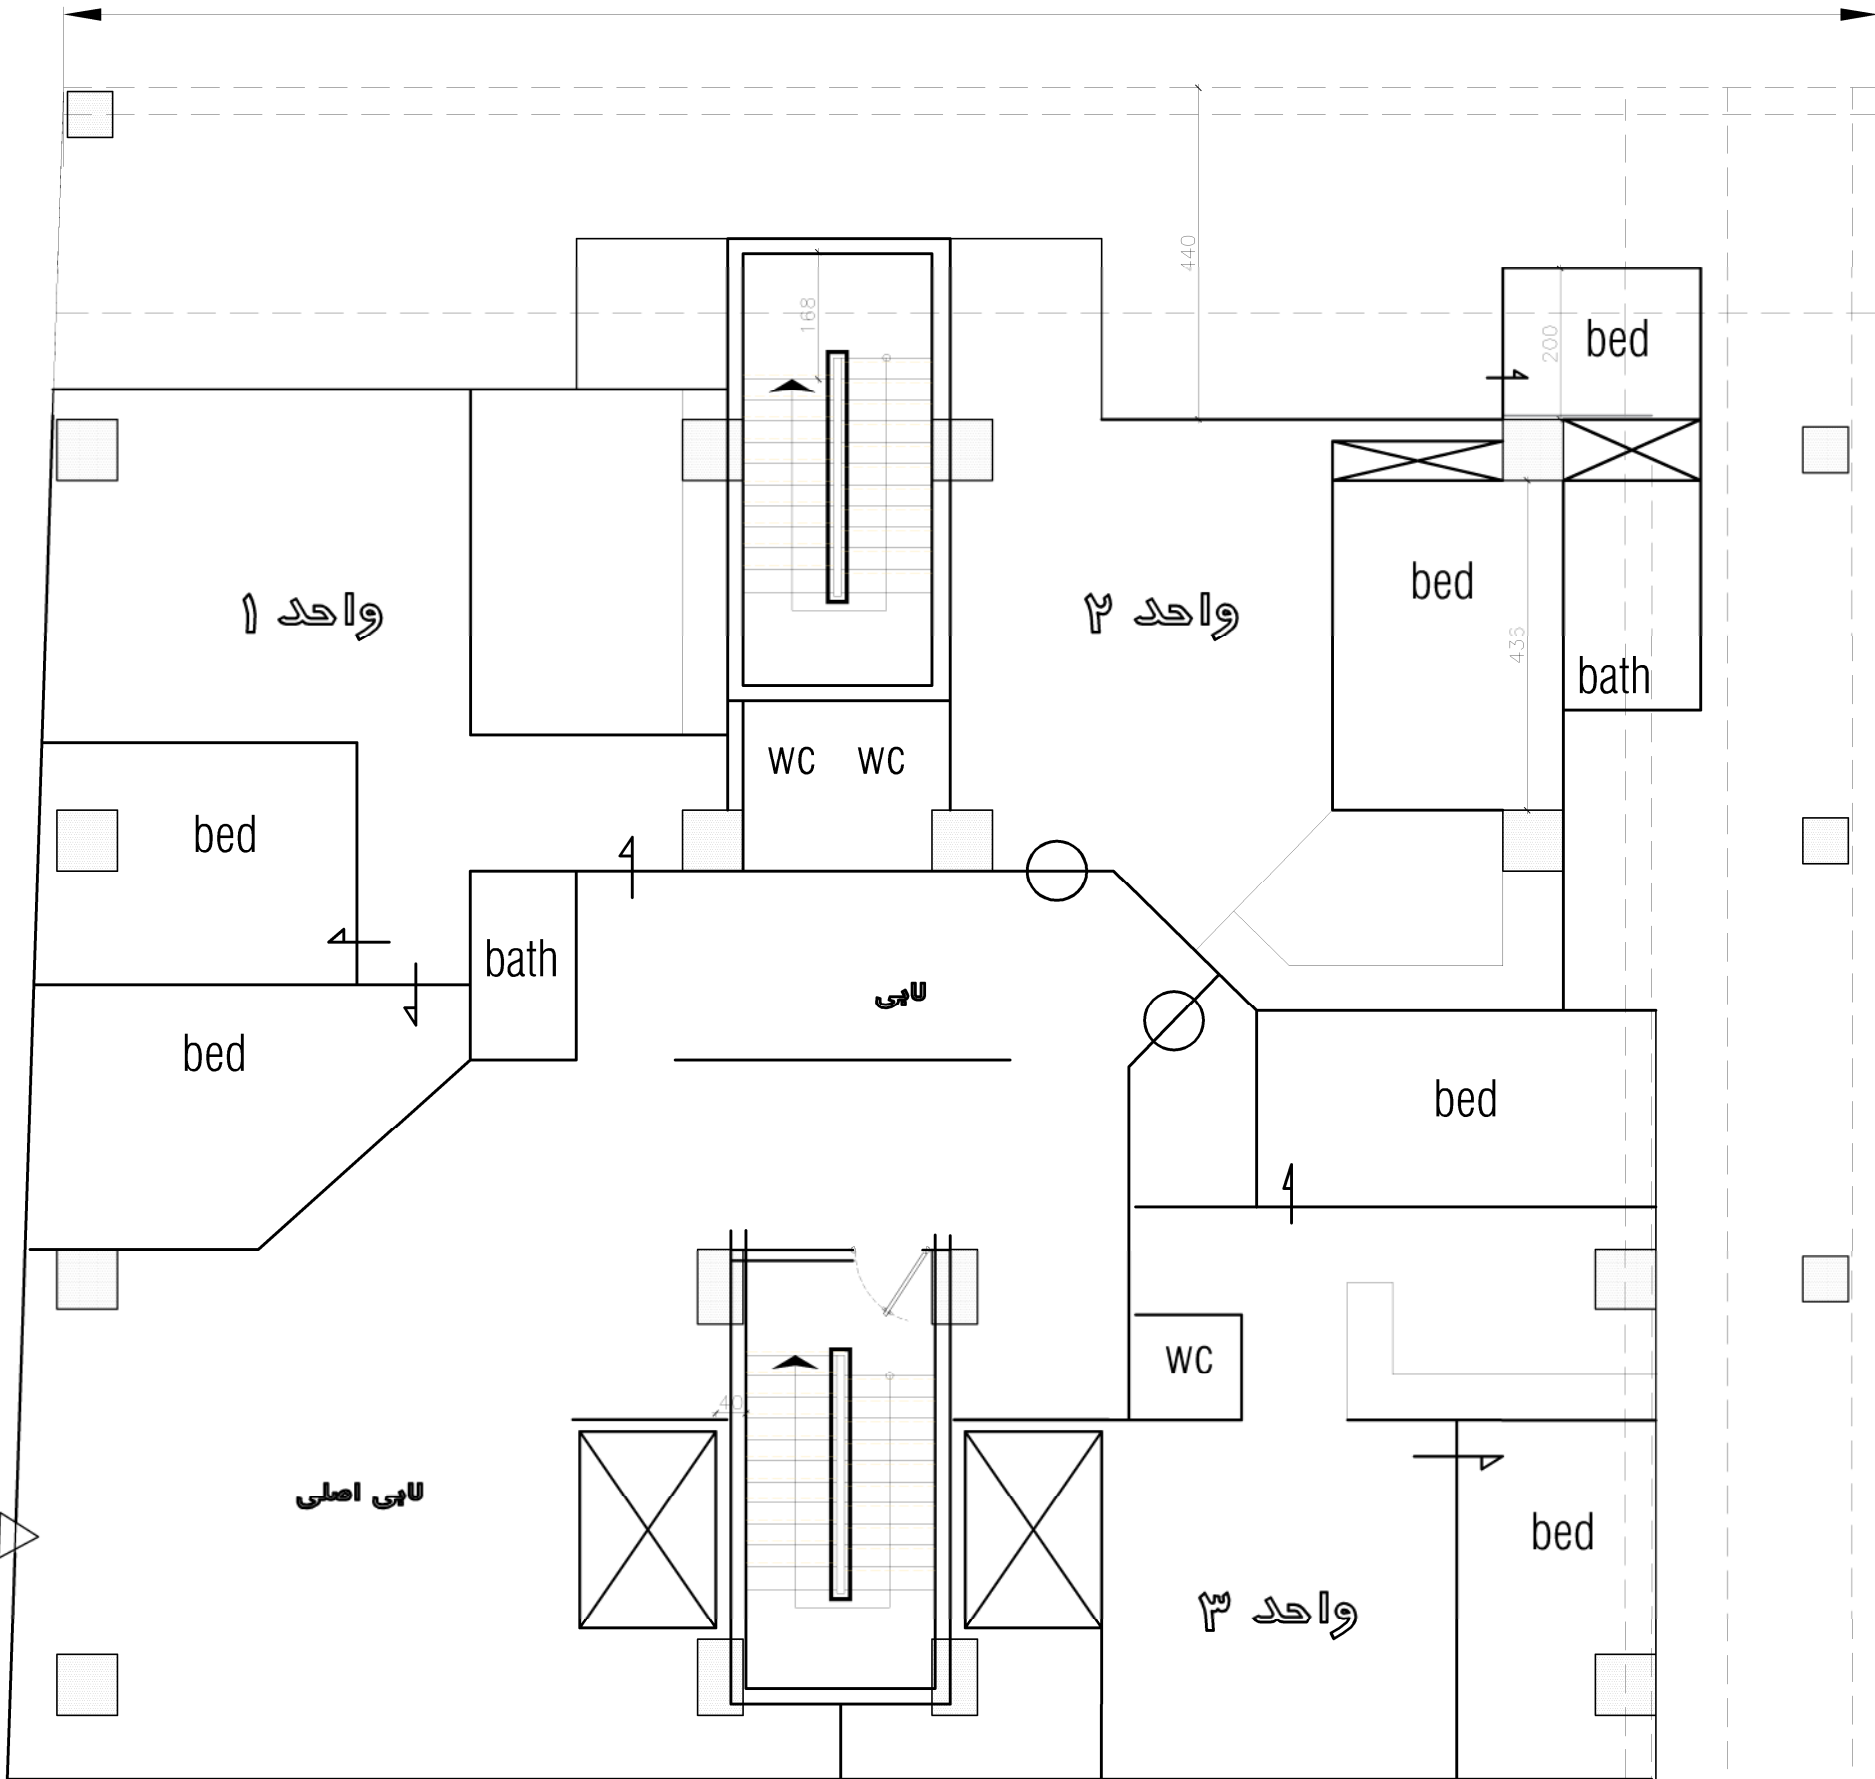 440
168
200
bed
bed
435
واحد ۱
واحد ۲
bath
wc wc
bed
bath
لابی
bed
bed
wc
40
لابی اصلی
bed
واحد ۳